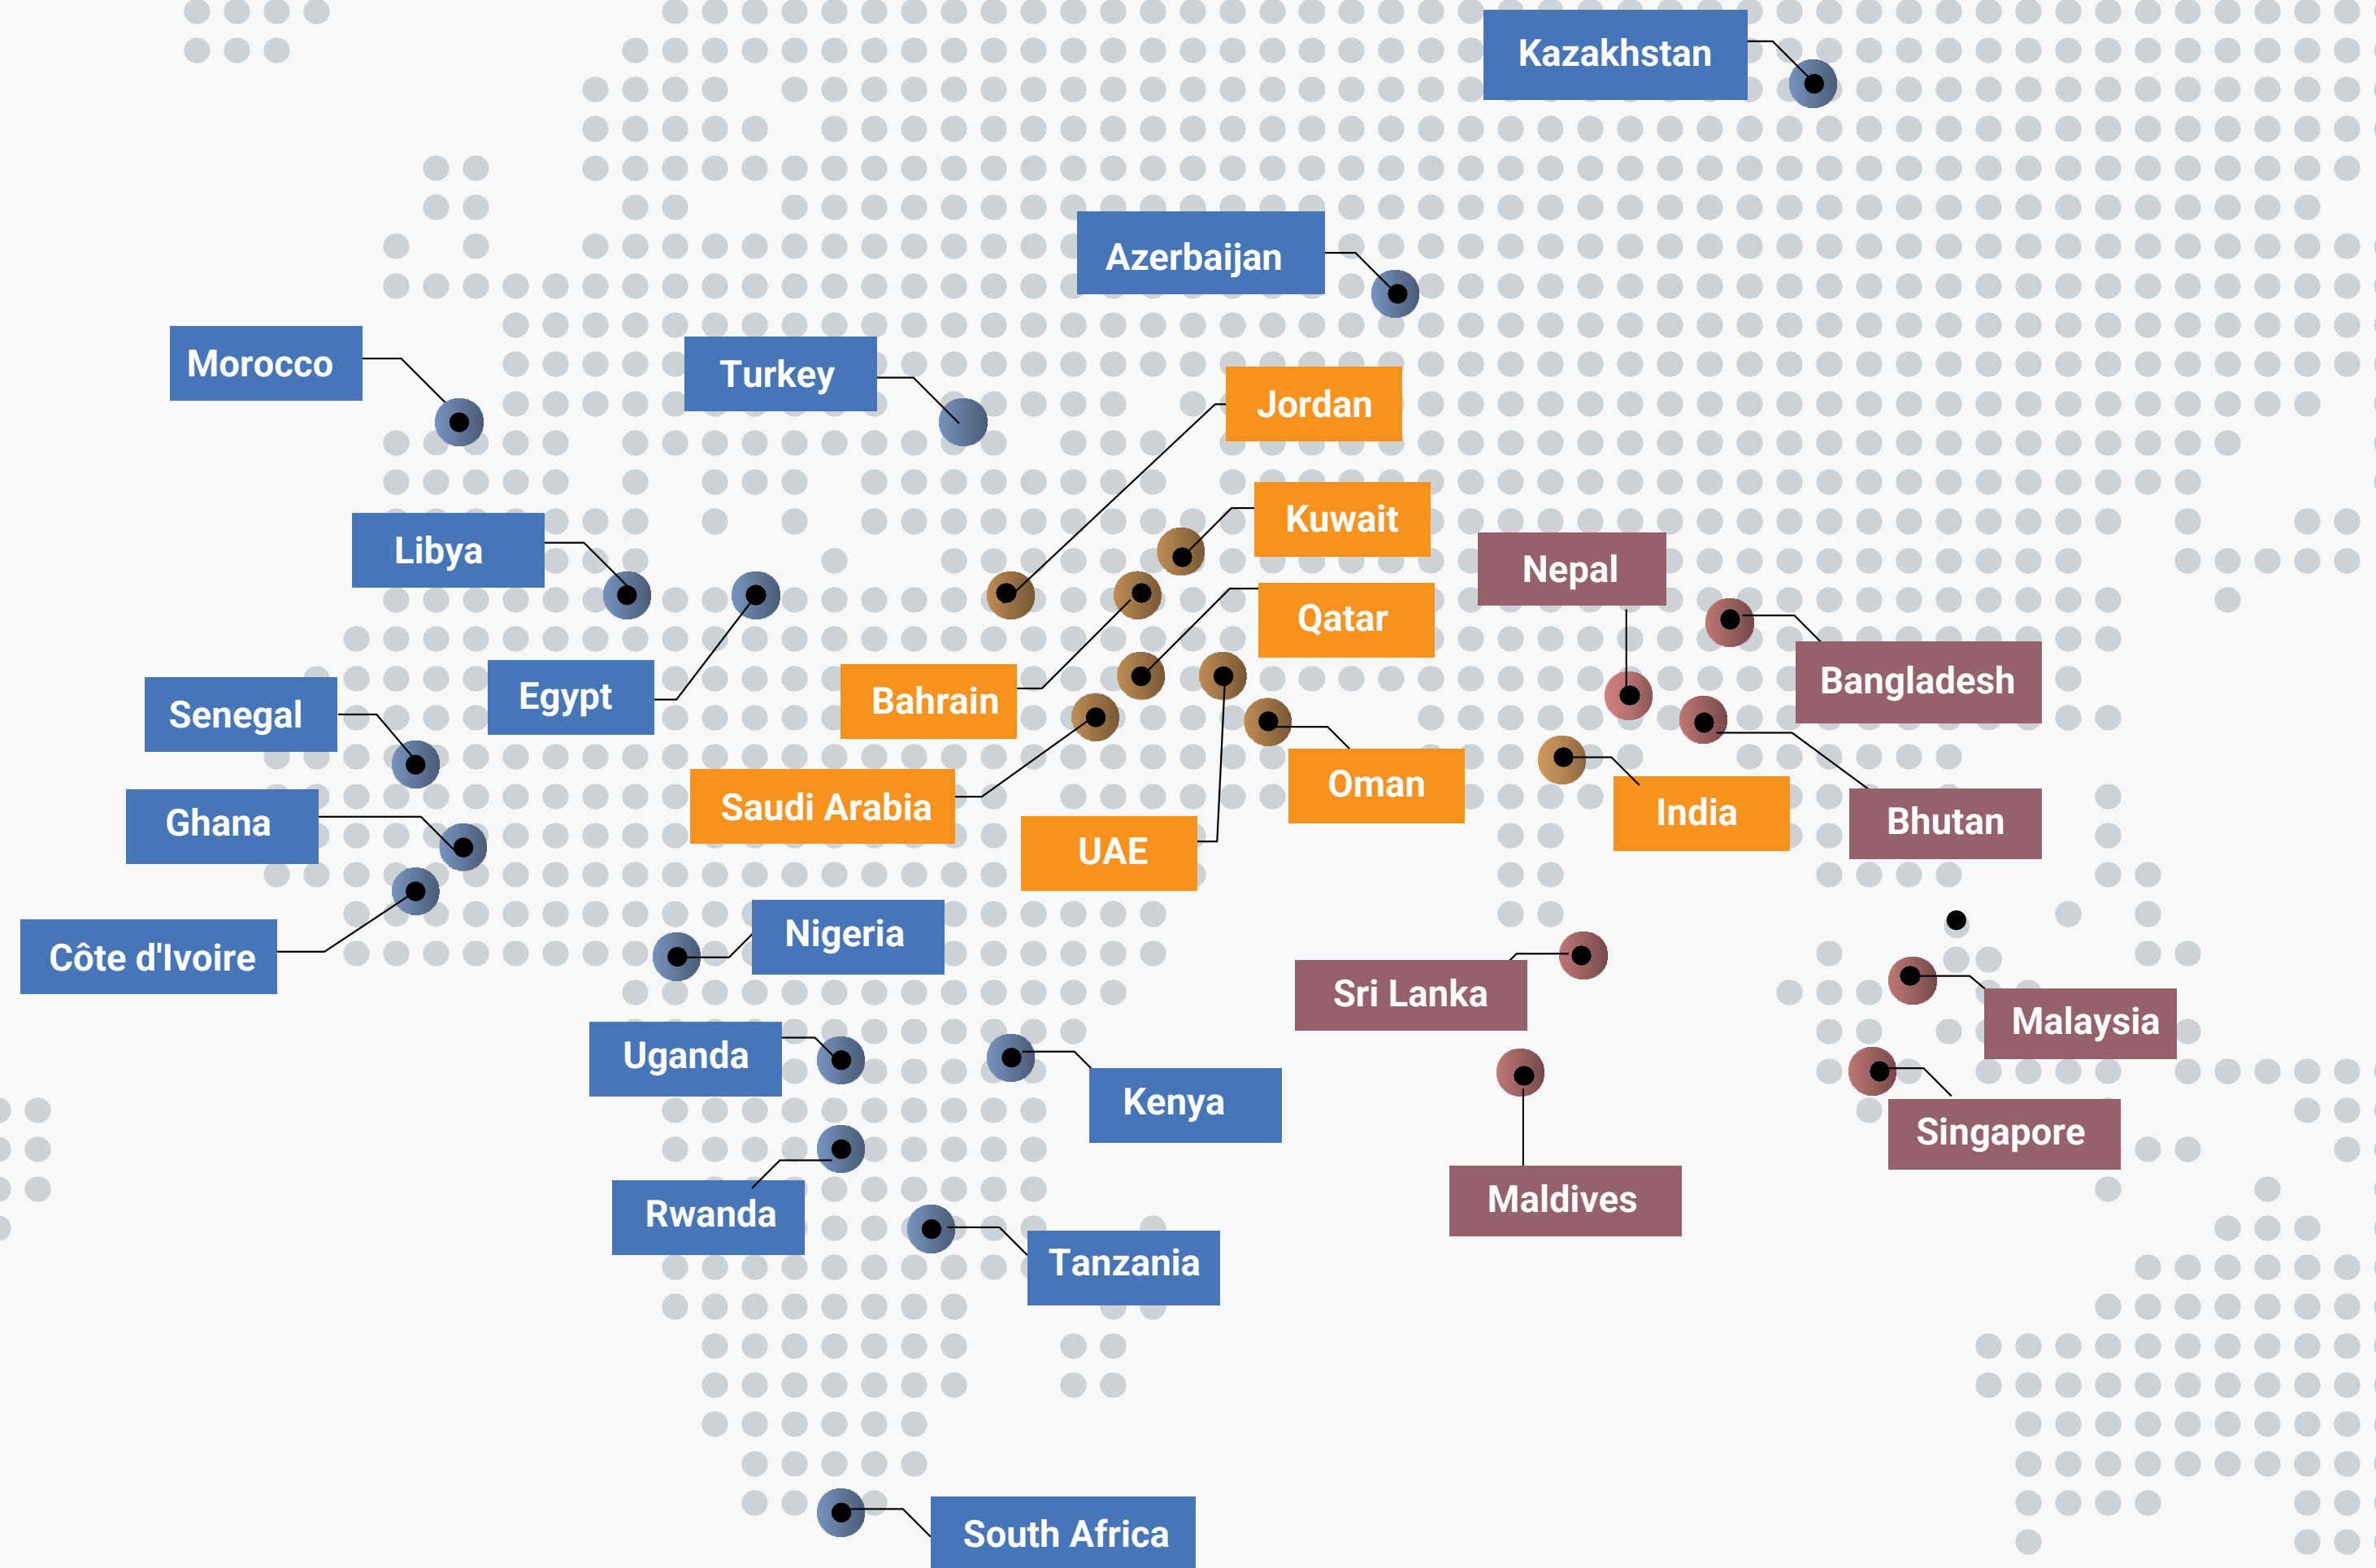 Kazakhstan
Azerbaijan
Morocco
Turkey
Jordan
Kuwait
Libya
Nepal
Qatar
Bangladesh
Egypt
Bahrain
Senegal
Oman
Saudi Arabia
India
Bhutan
Ghana
UAE
Nigeria
Côte d'Ivoire
Sri Lanka
Malaysia
Uganda
Kenya
Singapore
Maldives
Rwanda
Tanzania
South Africa